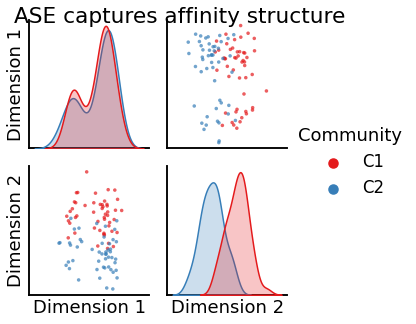 ASE captures affinity structure
Dimension 1
Community
C1
C2
Dimension 2
Dimension 1
Dimension 2